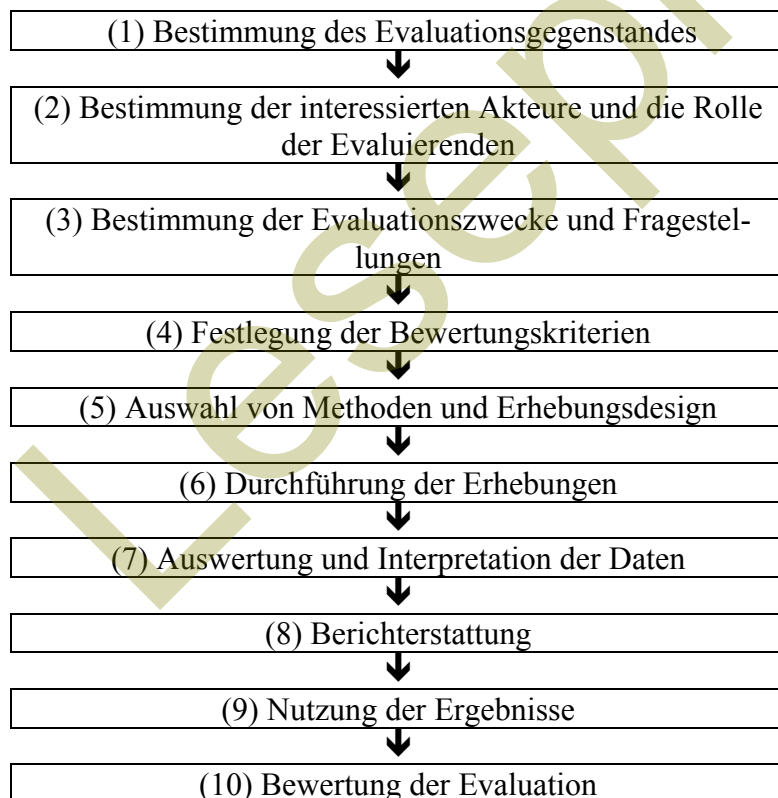 (1) Bestimmung des Evaluationsgegenstandes
(2) Bestimmung der interessierten Akteure und die Rolle
der Evaluierenden
(3) Bestimmung der Evaluationszwecke und Fragestel-
lungen
(4) Festlegung der Bewertungskriterien
(5) Auswahl von Methoden und Erhebungsdesign
(6) Durchführung der Erhebungen
(7) Auswertung und Interpretation der Daten
(8) Berichterstattung
(9) Nutzung der Ergebnisse
(10) Bewertung der Evaluation
Lesepr